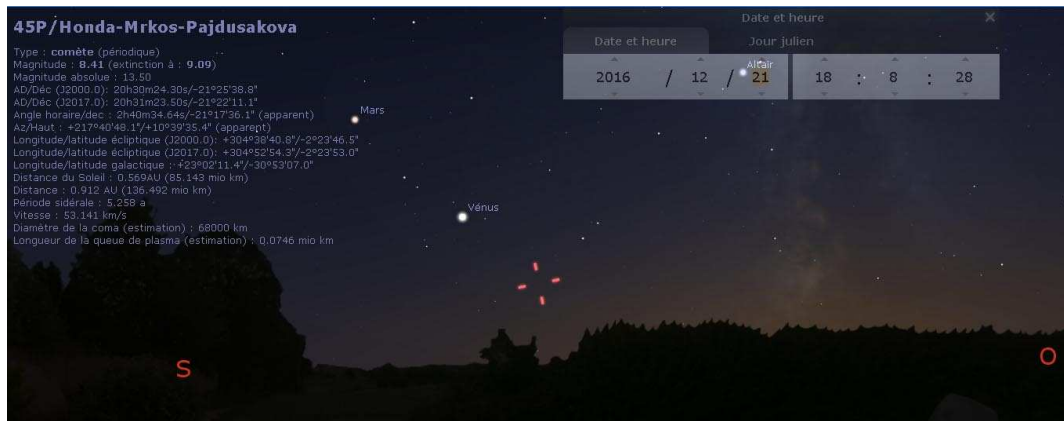 45P/Honda-Mrkos-Pajdusakova
Type : comète (périodique)
Magnitude : 8.41 (extinction à : 9.09)
Magnitude absolue : 13.50
AD/Déc (J2000.0): 20h30m24.30s/-21°25'38.8"
AD/Déc (J2017.0): 20h31m23.50s/-21°22'11.1"
Angle horaire/dec : 2h40m34.64s/-21°17'36.1" (apparent)
Az/Haut : +217°40'48.1"/+10°39'35.4" (apparent)
Longitude/latitude écliptique (J2000.0): +304°38'40.8"/-2°23'46.5"
Longitude/latitude écliptique (J2017.0): +304°52'54.3"/-2°23'53.0"
Longitude/latitude galactique : +23°02'11.4"/-30°53'07.0"
Distance du Soleil : 0.569AU (85.143 mio km)
Distance : 0.912 AU (136.492 mio km)
Période sidérale : 5.258 a
Vitesse : 53.141 km/s
Diamètre de la coma (estimation) : 68000 km
Longueur de la queue de plasma (estimation) : 0.0746 mio km
Date et heure
Date et heure Jour julien
2016 / 12 / 21 18 : 8 : 28
Altaïr
Mars
Vénus
S
O